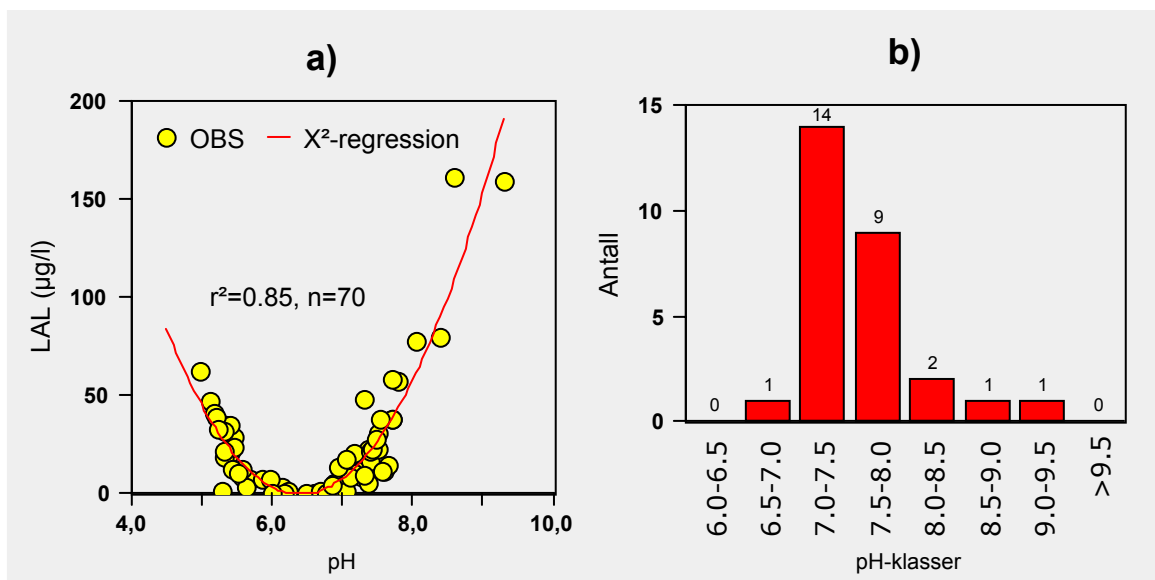 a)
200
150
100
50
0
LAL (µg/l)
OBS
X²-regression
r²=0.85, n=70
4,0 6,0 8,0 10,0
pH
b)
15
10
5
0
Antall
0 1 14 9 2 1 1 0
6.0-6.5
6.5-7.0
7.0-7.5
7.5-8.0
8.0-8.5
8.5-9.0
9.0-9.5
>9.5
pH-klasser